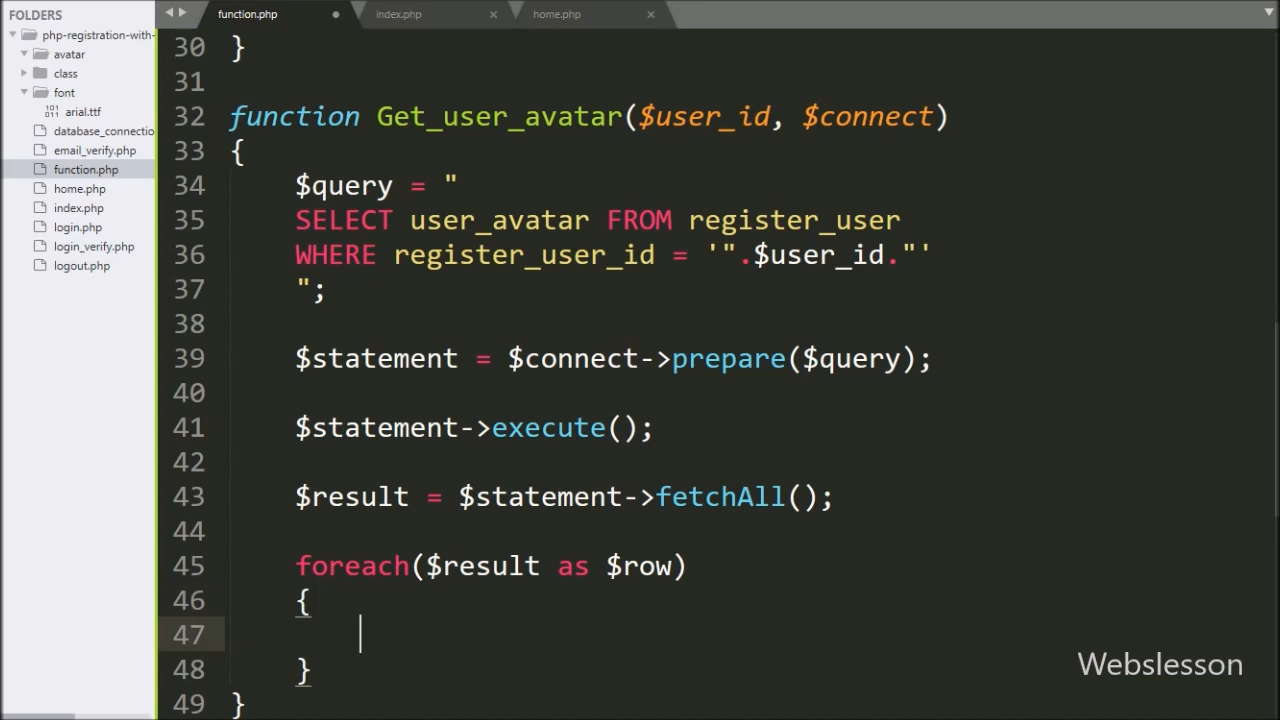 FOLDERS
php-registration-with-
avatar
class
font
arial.ttf
database_connectio
email_verify.php
function.php
home.php
index.php
login.php
login_verify.php
logout.php
function.php
index.php
home.php
30 }
31
32 function Get_user_avatar($user_id, $connect)
33 {
34 $query = "
35 SELECT user_avatar FROM register_user
36 WHERE register_user_id = '".$user_id."'
37 ";
38
39 $statement = $connect->prepare($query);
40
41 $statement->execute();
42
43 $result = $statement->fetchAll();
44
45 foreach($result as $row)
46 {
47
48 }
49 }
Webslesson